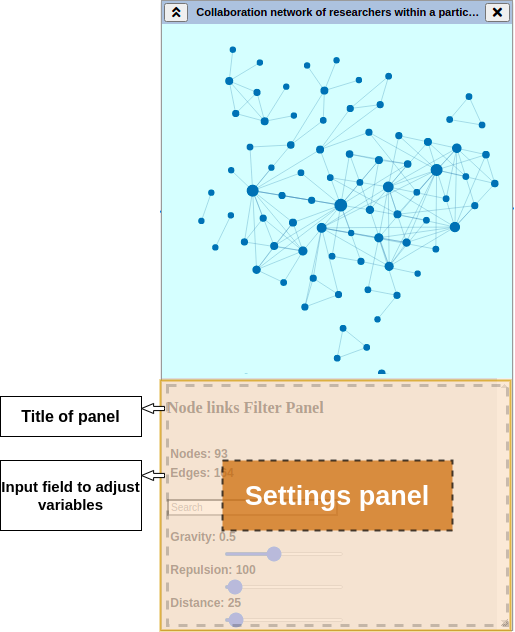 Collaboration network of researchers within a partic...
Node links Filter Panel
Title of panel
Nodes: 93
Input field to adjust
variables
Edges: 164
Settings panel
Search
Gravity: 0.5
Repulsion: 100
Distance: 25